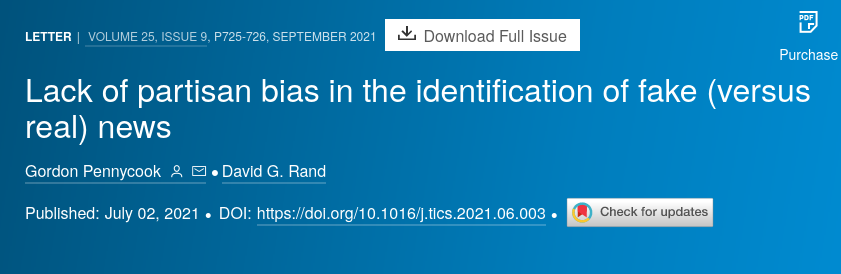 LETTER | VOLUME 25, ISSUE 9, P725-726, SEPTEMBER 2021 Download Full Issue
PDF
Purchase
Lack of partisan bias in the identification of fake (versus
real) news
Gordon Pennycook • David G. Rand
Published: July 02, 2021 • DOI: https://doi.org/10.1016/j.tics.2021.06.003 • Check for updates